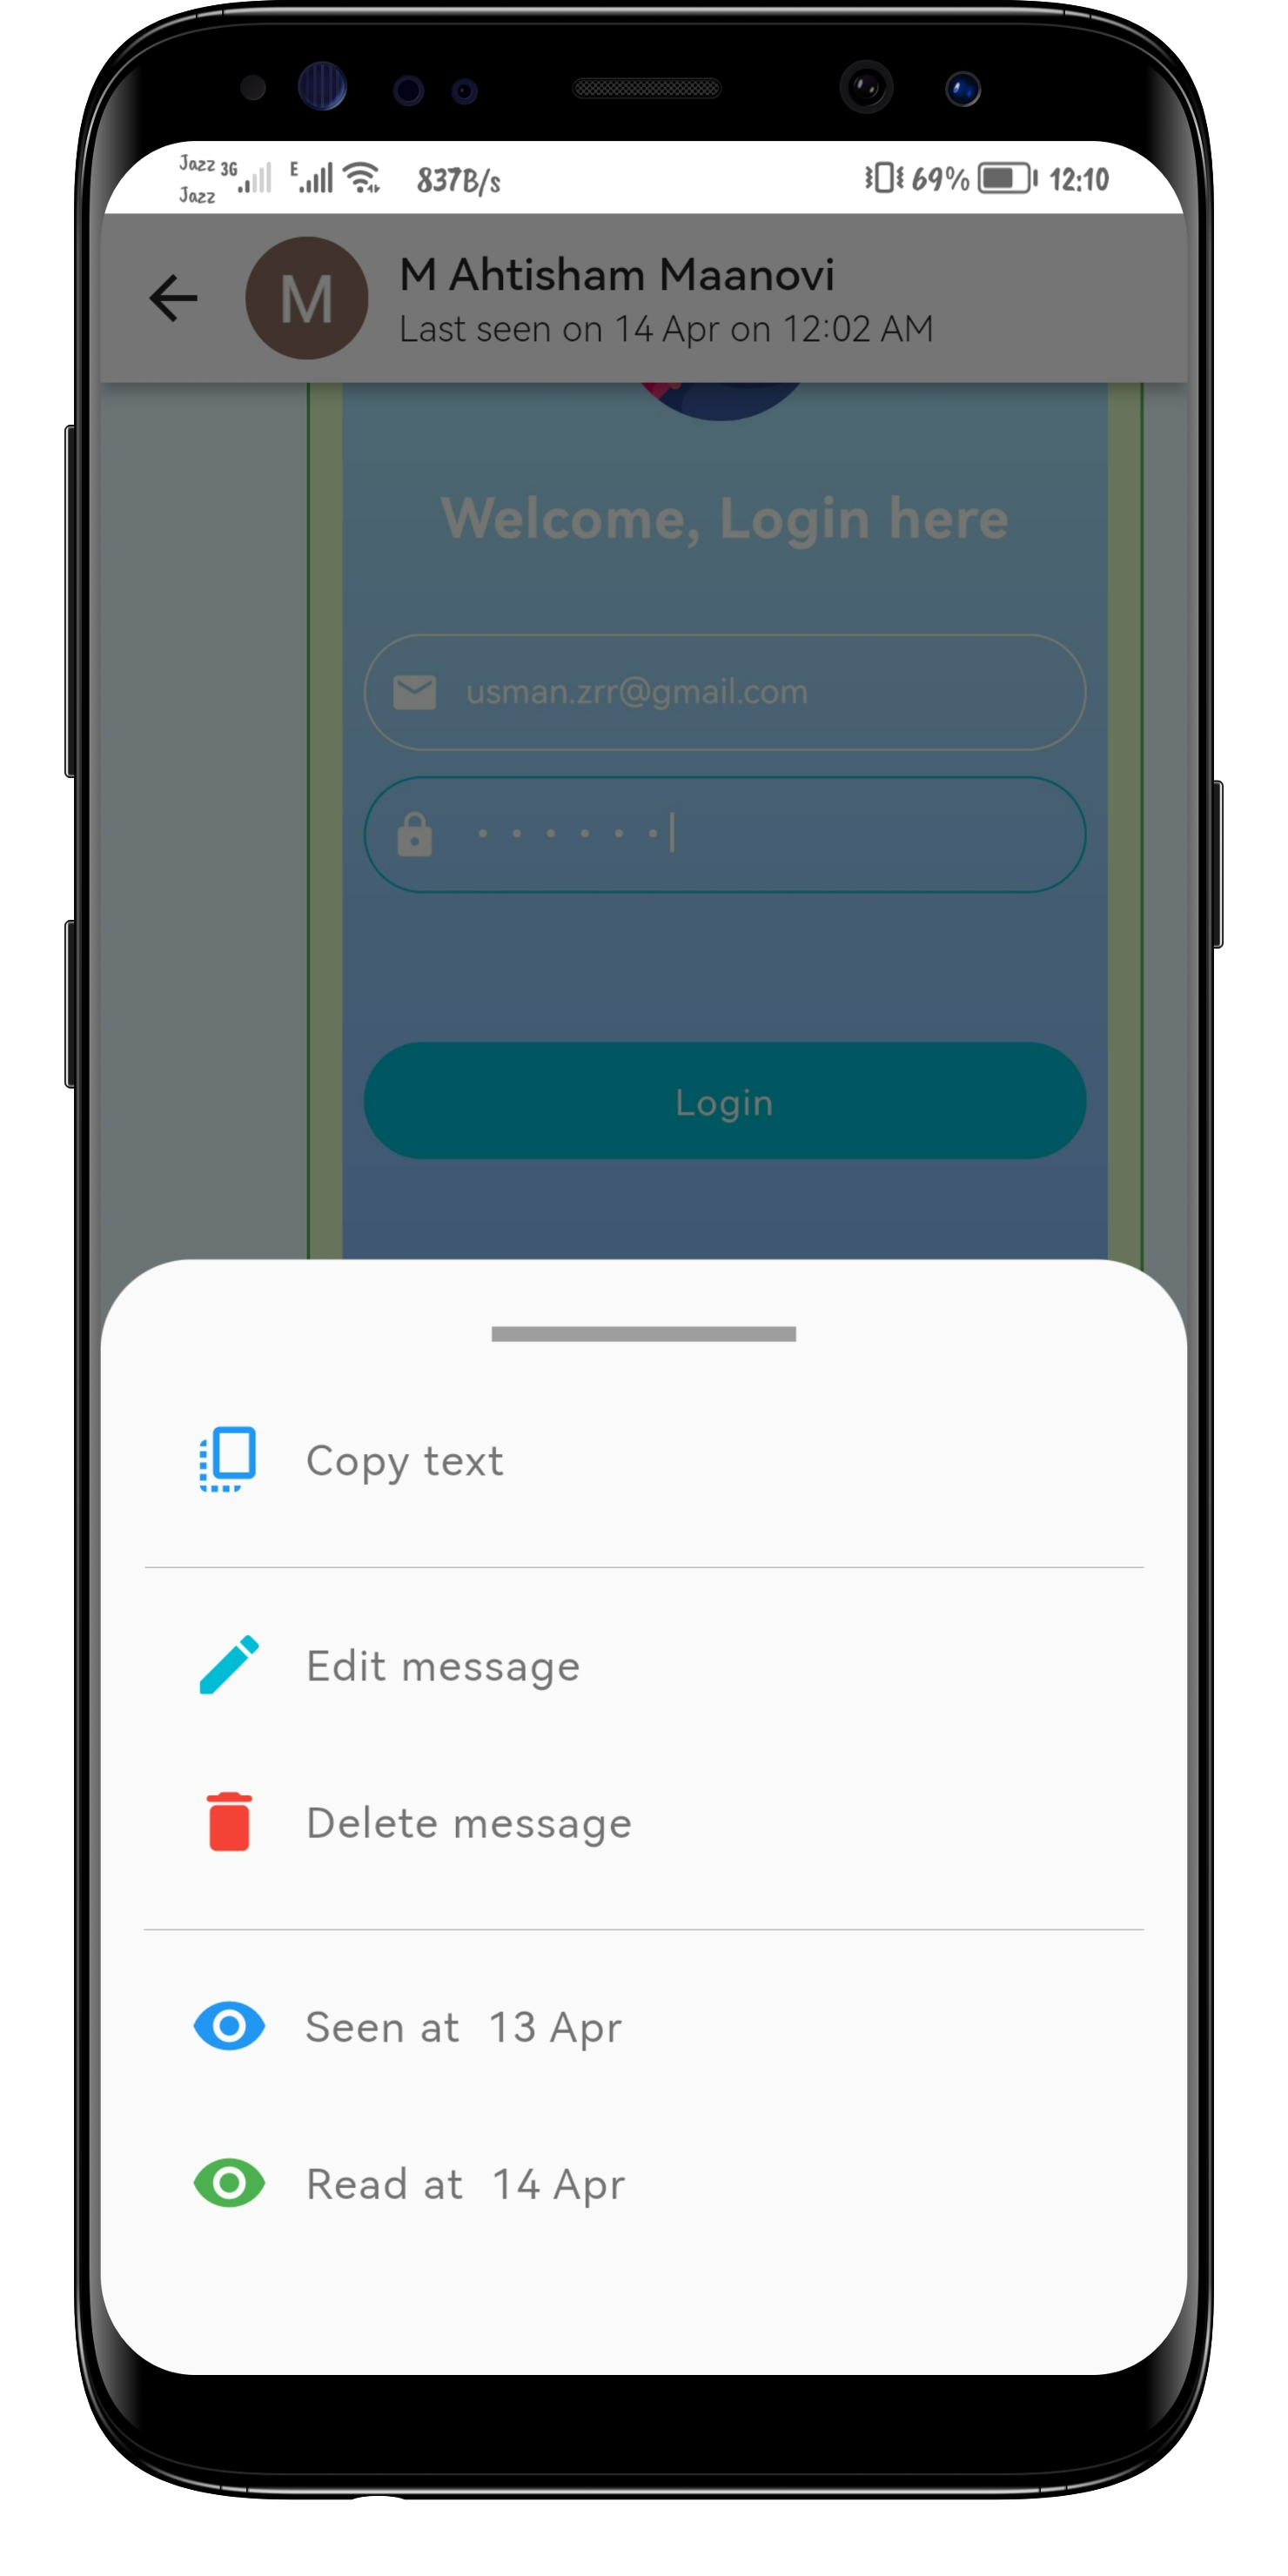 Jazz 3G E 837B/s 69% 12:10
Jazz
M
M Ahtisham Maanovi
Last seen on 14 Apr on 12:02 AM
Welcome, Login here
usman.zrr@gmail.com
Login
Copy text
Edit message
Delete message
Seen at 13 Apr
Read at 14 Apr